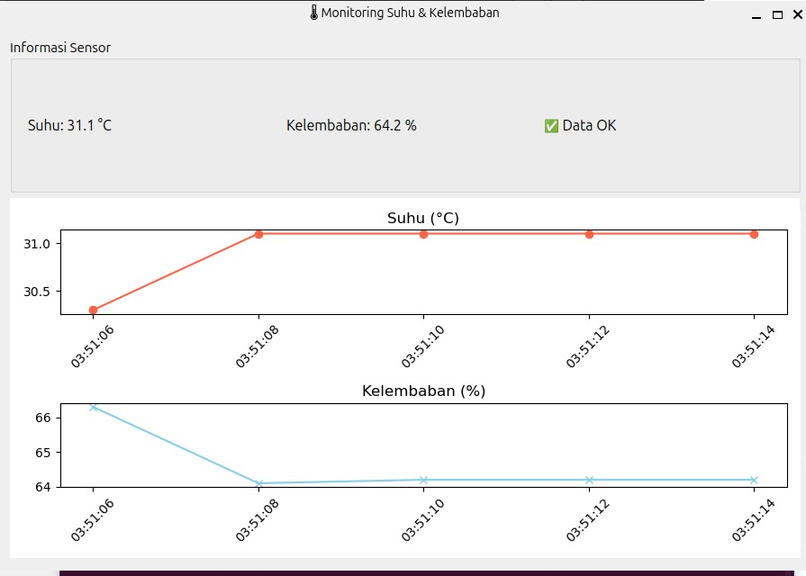 🌡 Monitoring Suhu & Kelembaban
Informasi Sensor
Suhu: 31.1 °C Kelembaban: 64.2 % ✅ Data OK
Suhu (°C)
31.0
30.5
03:51:06 03:51:08 03:51:10 03:51:12 03:51:14
Kelembaban (%)
66
65
64
03:51:06 03:51:08 03:51:10 03:51:12 03:51:14